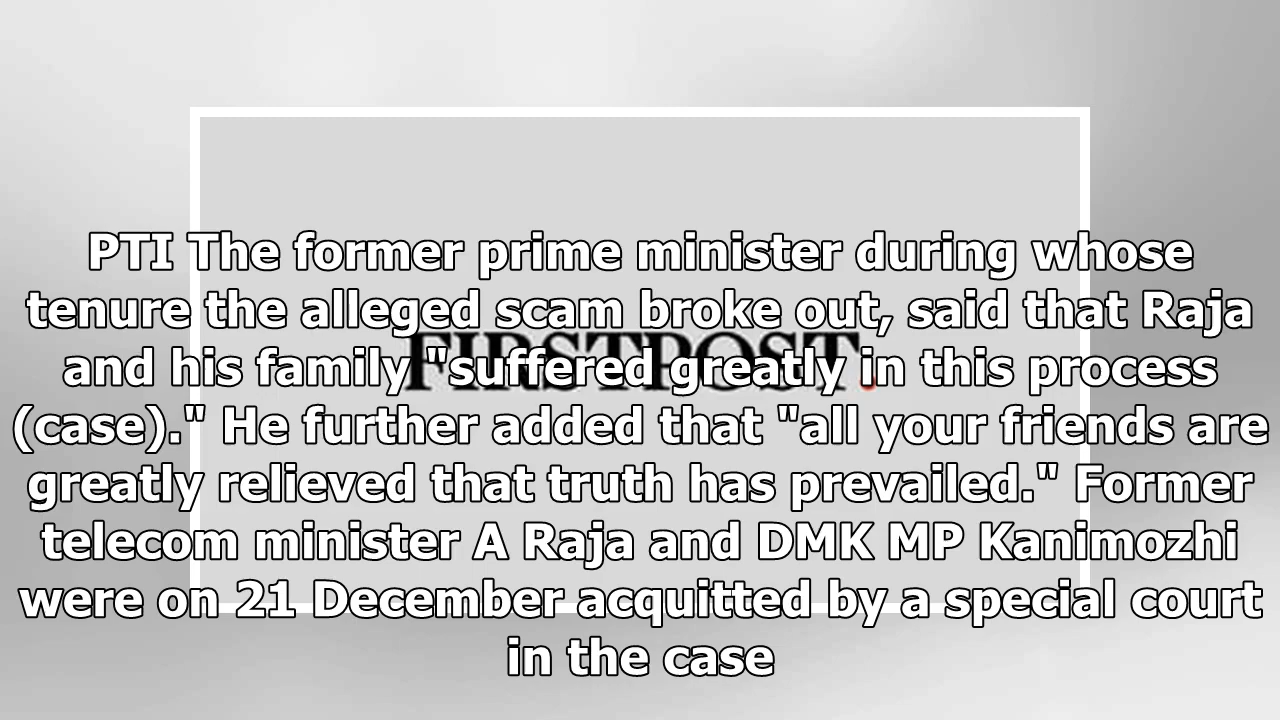 PTI The former prime minister during whose
tenure the alleged scam broke out, said that Raja
FIRSTPOST.
and his family "suffered greatly in this process
(case)." He further added that "all your friends are
greatly relieved that truth has prevailed." Former
telecom minister A Raja and DMK MP Kanimozhi
were on 21 December acquitted by a special court
in the case